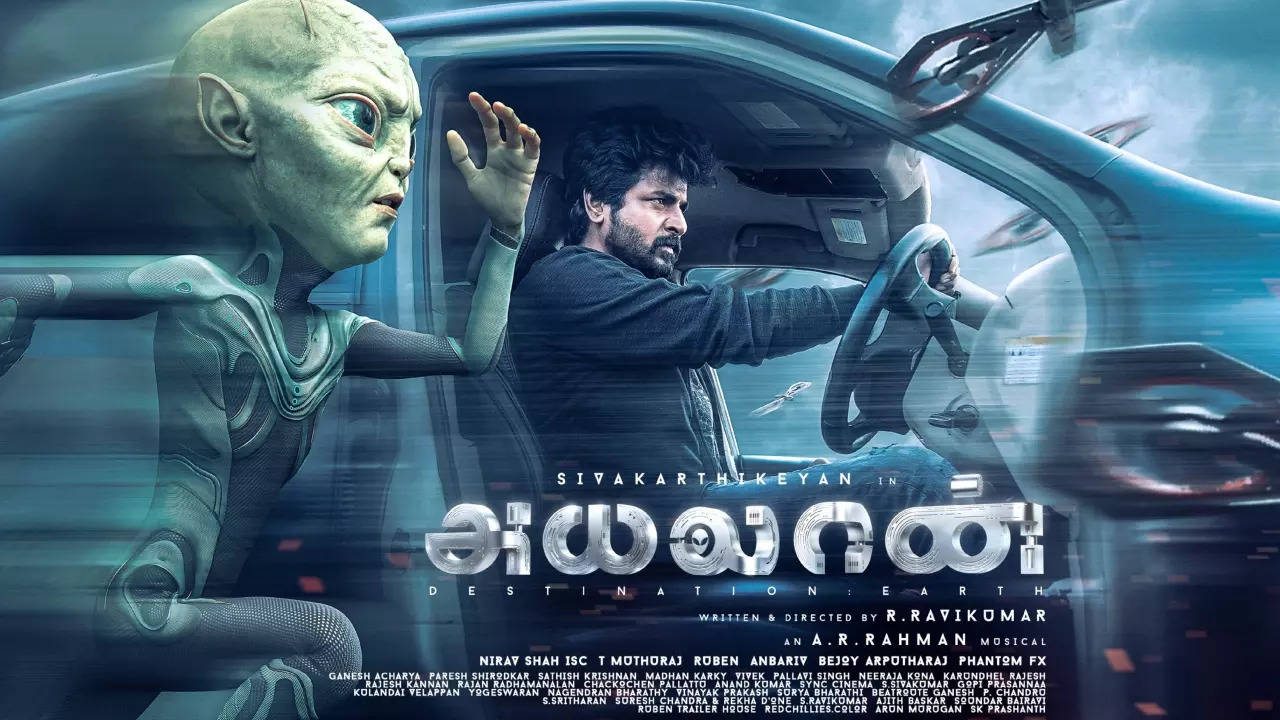 SIVAKARTHIKEYAN IN
அயலான்
DESTINATION : EARTH
WRITTEN & DIRECTED BY R.RAVIKUMAR
AN A.R.RAHMAN MUSICAL
NIRAV SHAH ISC T MUTHURAJ RUBEN ANBARIV BEJOY ARPUTHARAJ PHANTOM FX
GANESH ACHARYA PARESH SHIRODKAR SATHISH KRISHNAN MADHAN KARKY VIVEK PALLAVI SINGH NEERAJA KONA KARUNDHEL RAJESH
RAJESH KANNAN RAJAN RADHAMANALAN CHACKOCHEN PALLATTU ANAND KUMAR SYNC CINEMA S.SIVAKUMAR GOPI PRASANNA
KULANDAI VELAPPAN YOGESWARAN NAGENDRAN BHARATHY VINAYAK PRAKASH SURYA BHARATHI BEATROUTE GANESH P. CHANDRU
S.SRITHARAN SURESH CHANDRA & REKHA D'ONE S.RAVIKUMAR AJITH BASKAR SOUNDAR BAIRAVI
RUBEN TRAILER HOUSE REDCHILLIES.COLOR ARUN MURUGAN SK PRASHANTH